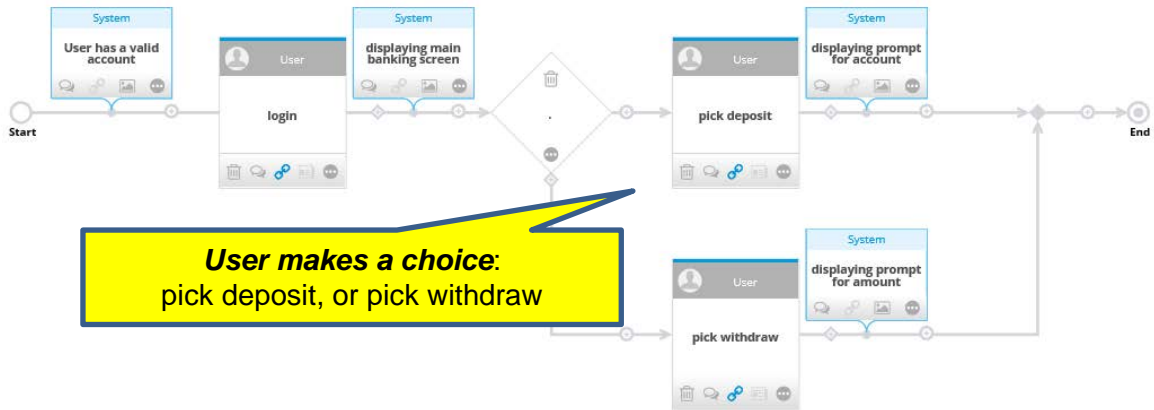 System
User has a valid
account
Start
User
login
System
displaying main
banking screen
.
User
pick deposit
System
displaying prompt
for account
End
User makes a choice:
pick deposit, or pick withdraw
User
pick withdraw
System
displaying prompt
for amount